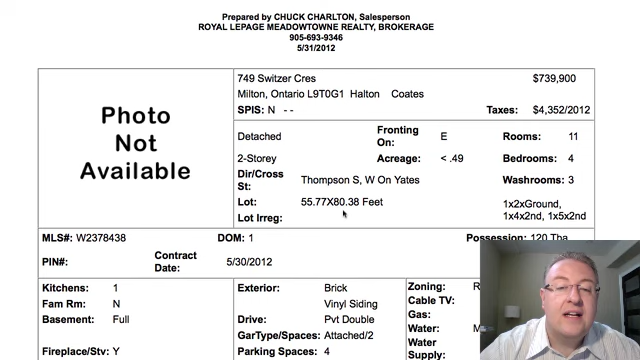 Prepared by CHUCK CHARLTON, Salesperson
ROYAL LEPAGE MEADOWTOWNE REALTY, BROKERAGE
905-693-9346
5/31/2012
Photo
Not
Available
749 Switzer Cres $739,900
Milton, Ontario L9T0G1 Halton Coates
SPIS: N - - Taxes: $4,352/2012
Detached Fronting On: E Rooms: 11
2-Storey Acreage: < .49 Bedrooms: 4
Dir/Cross St: Thompson S, W On Yates Washrooms: 3
Lot: 55.77X80.38 Feet 1x2xGround,
Lot Irreg: 1x4x2nd, 1x5x2nd
MLS#: W2378438 DOM: 1 Possession: 120 Tba
PIN#: Contract Date: 5/30/2012
Kitchens: 1 Exterior: Brick Zoning:
Fam Rm: N Vinyl Siding Cable TV:
Basement: Full Drive: Pvt Double Gas:
GarType/Spaces: Attached/2 Water:
Fireplace/Stv: Y Parking Spaces: 4 Water Supply: